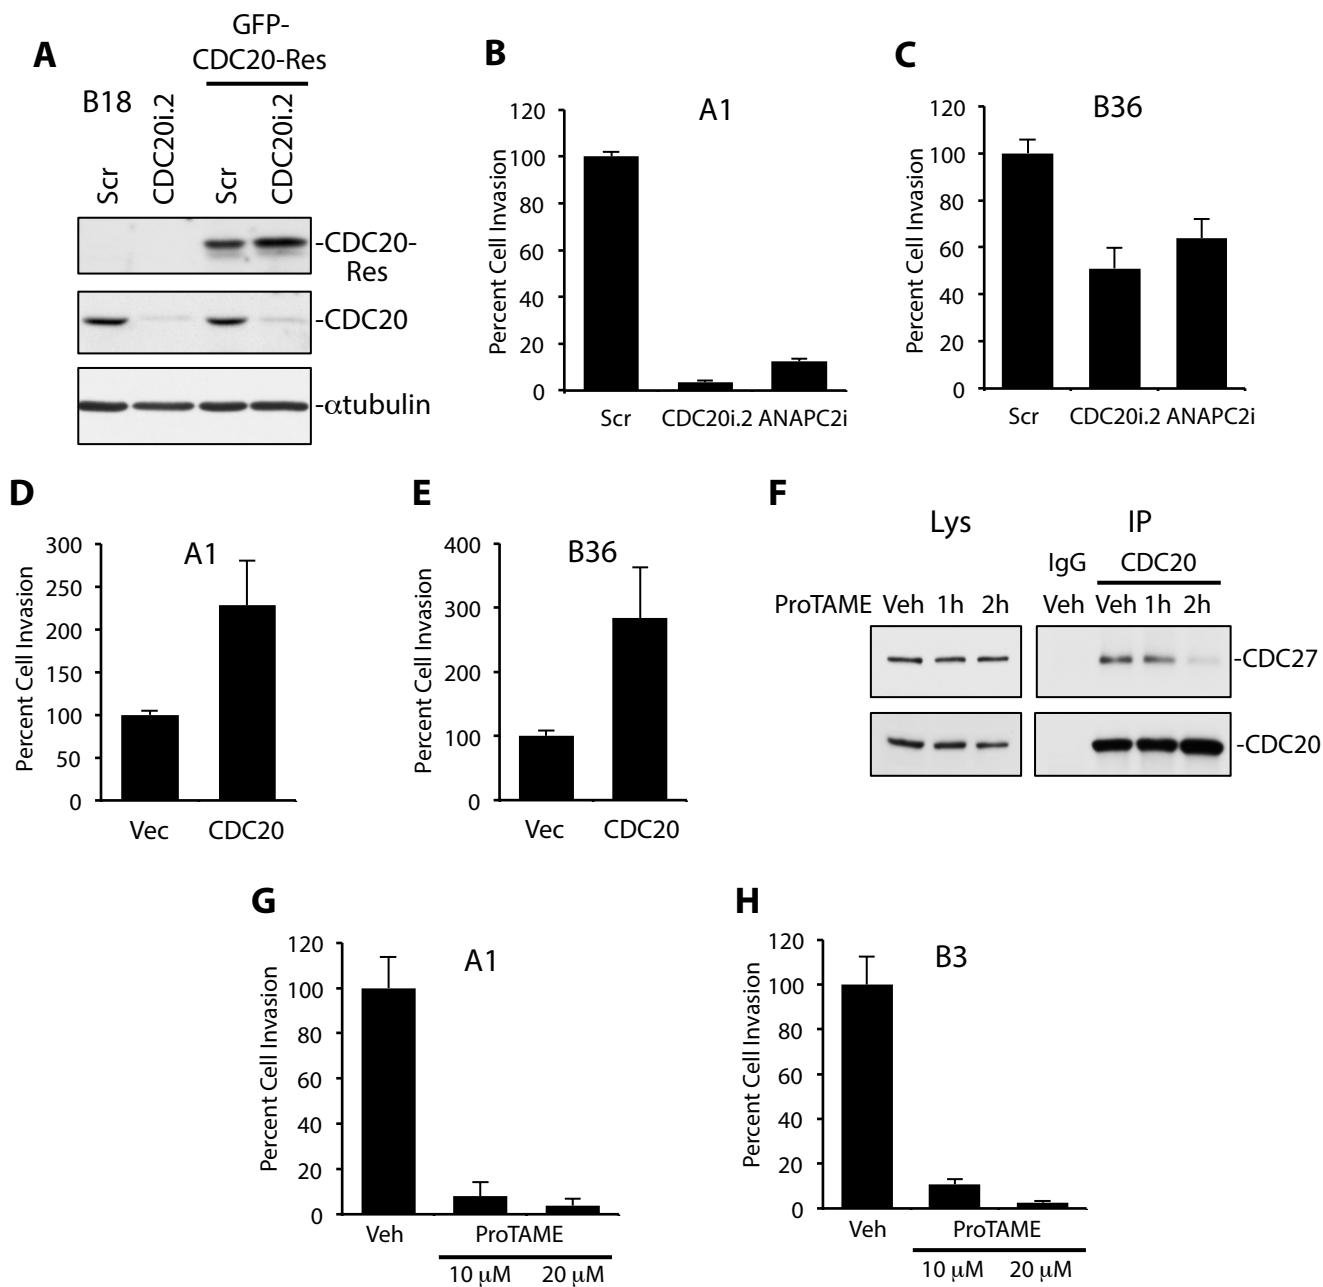 A
GFP-
CDC20-Res
B18
Scr
CDC20i.2
Scr
CDC20i.2
-CDC20-
Res
-CDC20
-αtubulin
B
A1
Percent Cell Invasion
120
100
80
60
40
20
0
Scr CDC20i.2 ANAPC2i
C
B36
Percent Cell Invasion
120
100
80
60
40
20
0
Scr CDC20i.2 ANAPC2i
D
A1
Percent Cell Invasion
300
250
200
150
100
50
0
Vec CDC20
E
B36
Percent Cell Invasion
400
300
200
100
0
Vec CDC20
F
Lys IP
IgG CDC20
ProTAME Veh 1h 2h Veh Veh 1h 2h
-CDC27
-CDC20
G
A1
Percent Cell Invasion
120
100
80
60
40
20
0
Veh ProTAME
10 μM 20 μM
H
B3
Percent Cell Invasion
120
100
80
60
40
20
0
Veh ProTAME
10 μM 20 μM